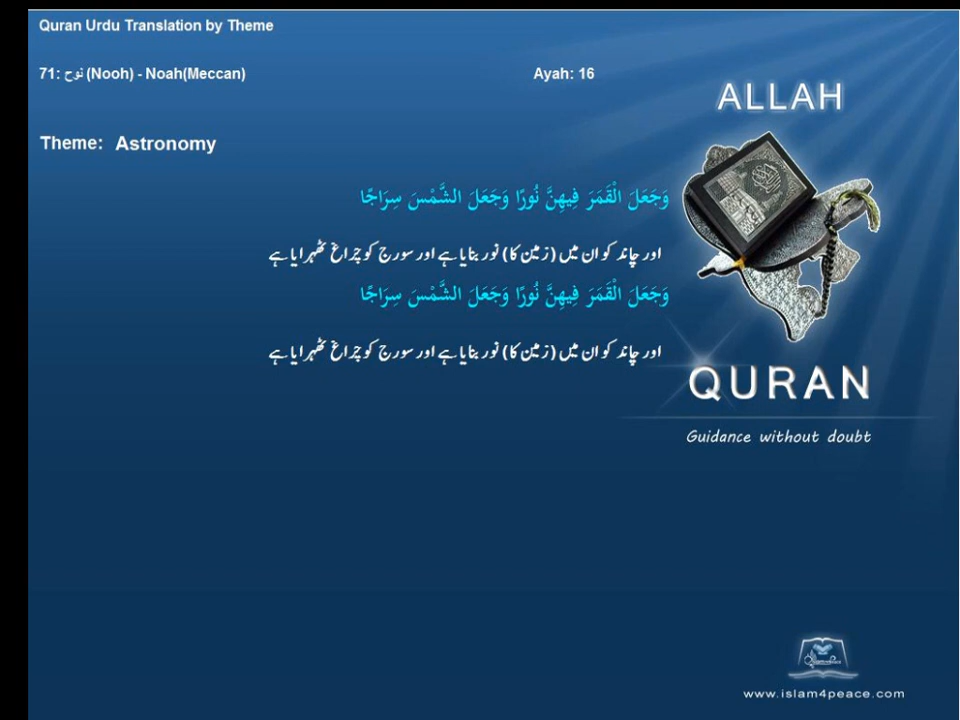 Quran Urdu Translation by Theme
71: نوح (Nooh) - Noah(Meccan)
Ayah: 16
Theme: Astronomy
وَجَعَلَ الْقَمَرَ فِيهِنَّ نُورًا وَجَعَلَ الشَّمْسَ سِرَاجًا
اور چاند کو ان میں (زمین کا) نور بنایا ہے اور سورج کو چراغ ٹھہرایا ہے
وَجَعَلَ الْقَمَرَ فِيهِنَّ نُورًا وَجَعَلَ الشَّمْسَ سِرَاجًا
اور چاند کو ان میں (زمین کا) نور بنایا ہے اور سورج کو چراغ ٹھہرایا ہے
ALLAH
QURAN
Guidance without doubt
www.islam4peace.com